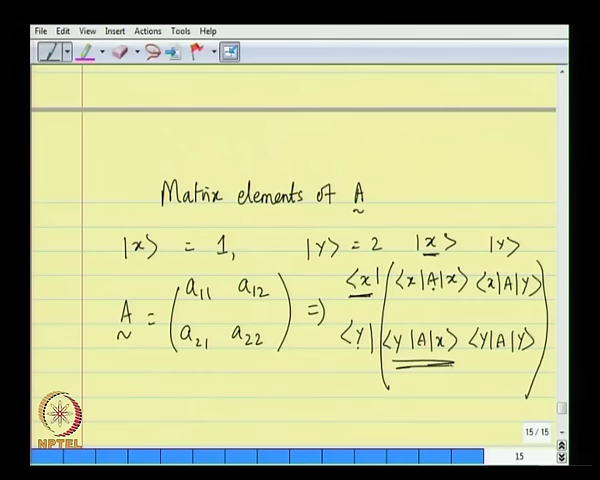 File Edit View Insert Actions Tools Help
Matrix elements of A
~
|x> = 1, |Y> = 2 |x> |Y>
A = ( a11 a12 ⇒ <x| ( <x|A|x> <x|A|Y> )
~ a21 a22 ) <Y| <Y|A|x> <Y|A|Y>
NPTEL
15 / 15
15